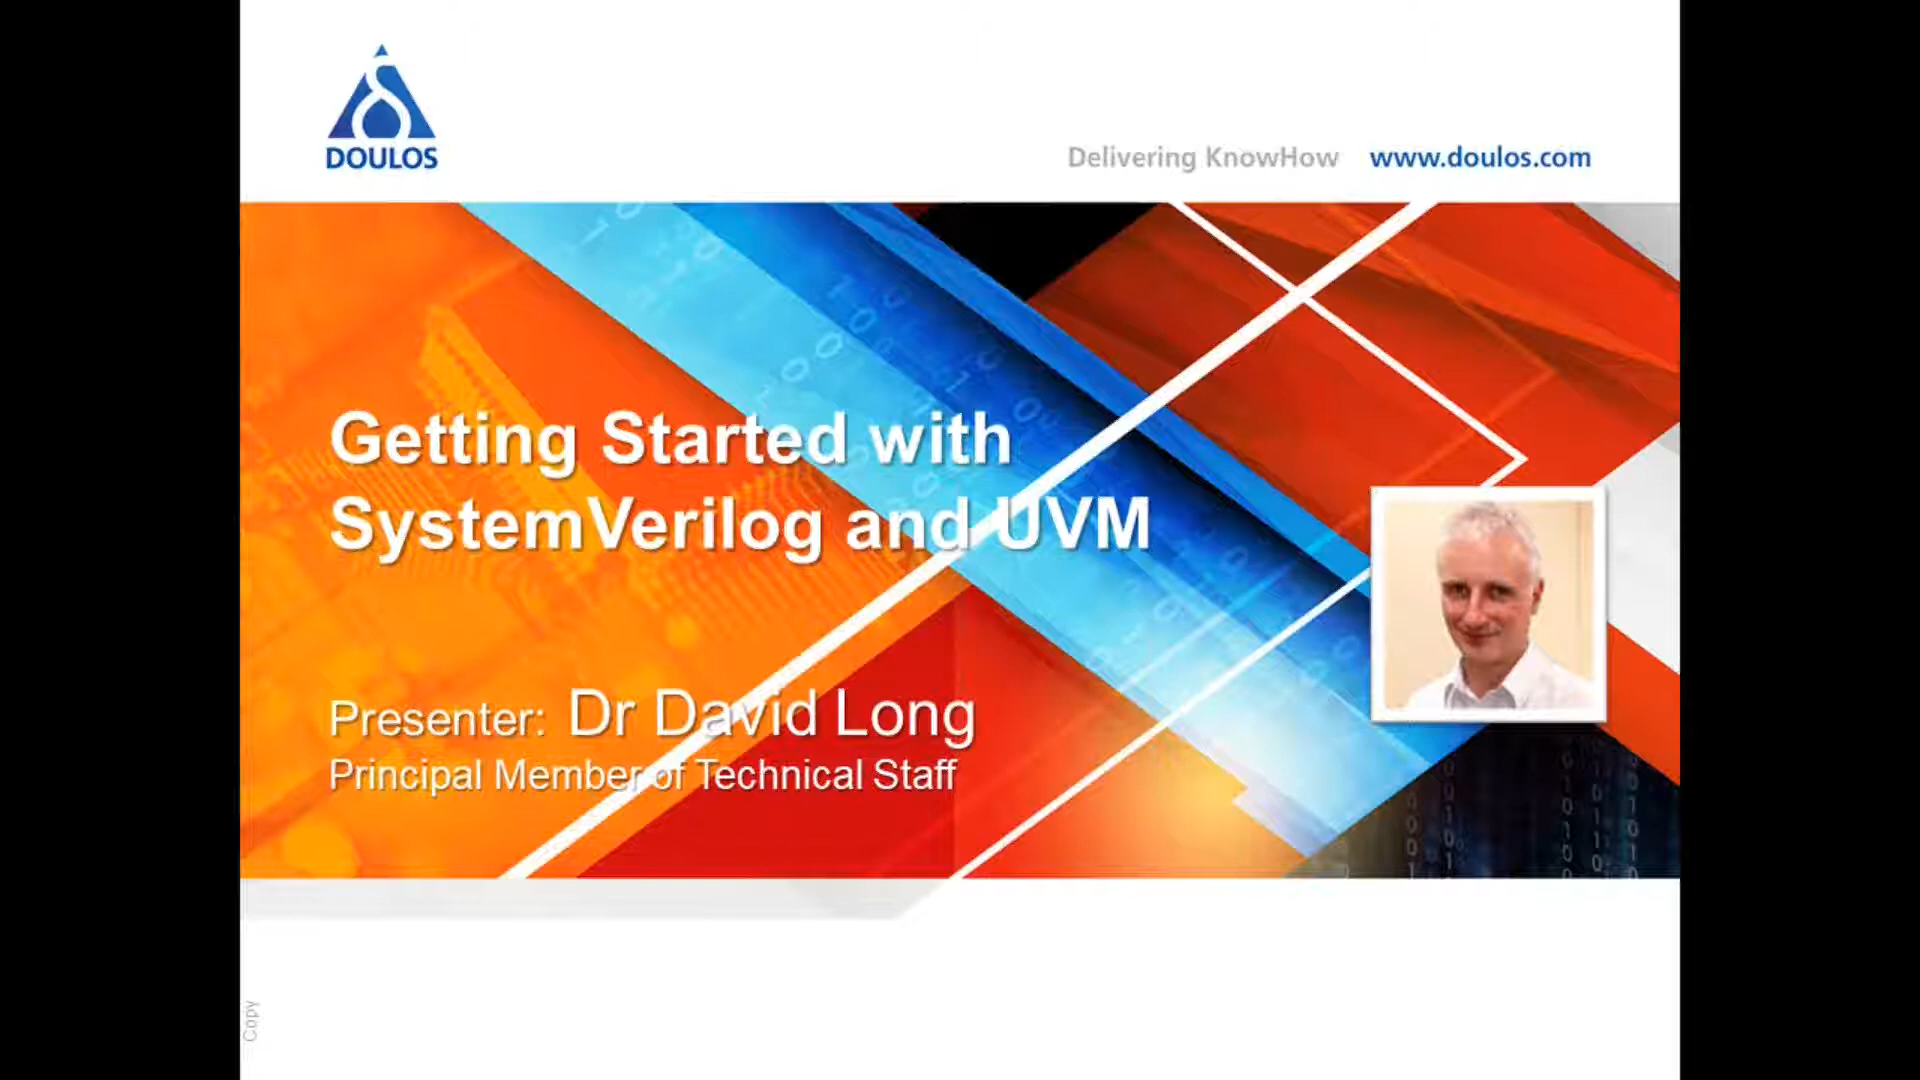 DOULOS
Delivering KnowHow www.doulos.com
Getting Started with
SystemVerilog and UVM
Presenter: Dr David Long
Principal Member of Technical Staff
Copy